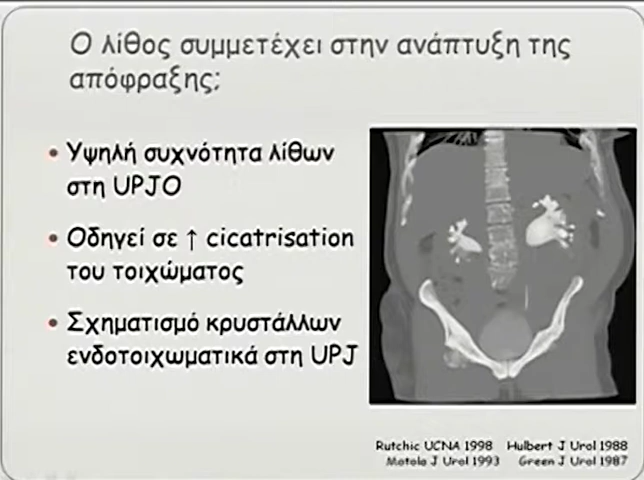 Ο λίθος συμμετέχει στην ανάπτυξη της
απόφραξης;
• Υψηλή συχνότητα λίθων
στη UPJO
• Οδηγεί σε ↑ cicatrisation
του τοιχώματος
• Σχηματισμό κρυστάλλων
ενδοτοιχωματικά στη UPJ
Rutchic UCNA 1998 Hulbert J Urol 1988
Motola J Urol 1993 Green J Urol 1987